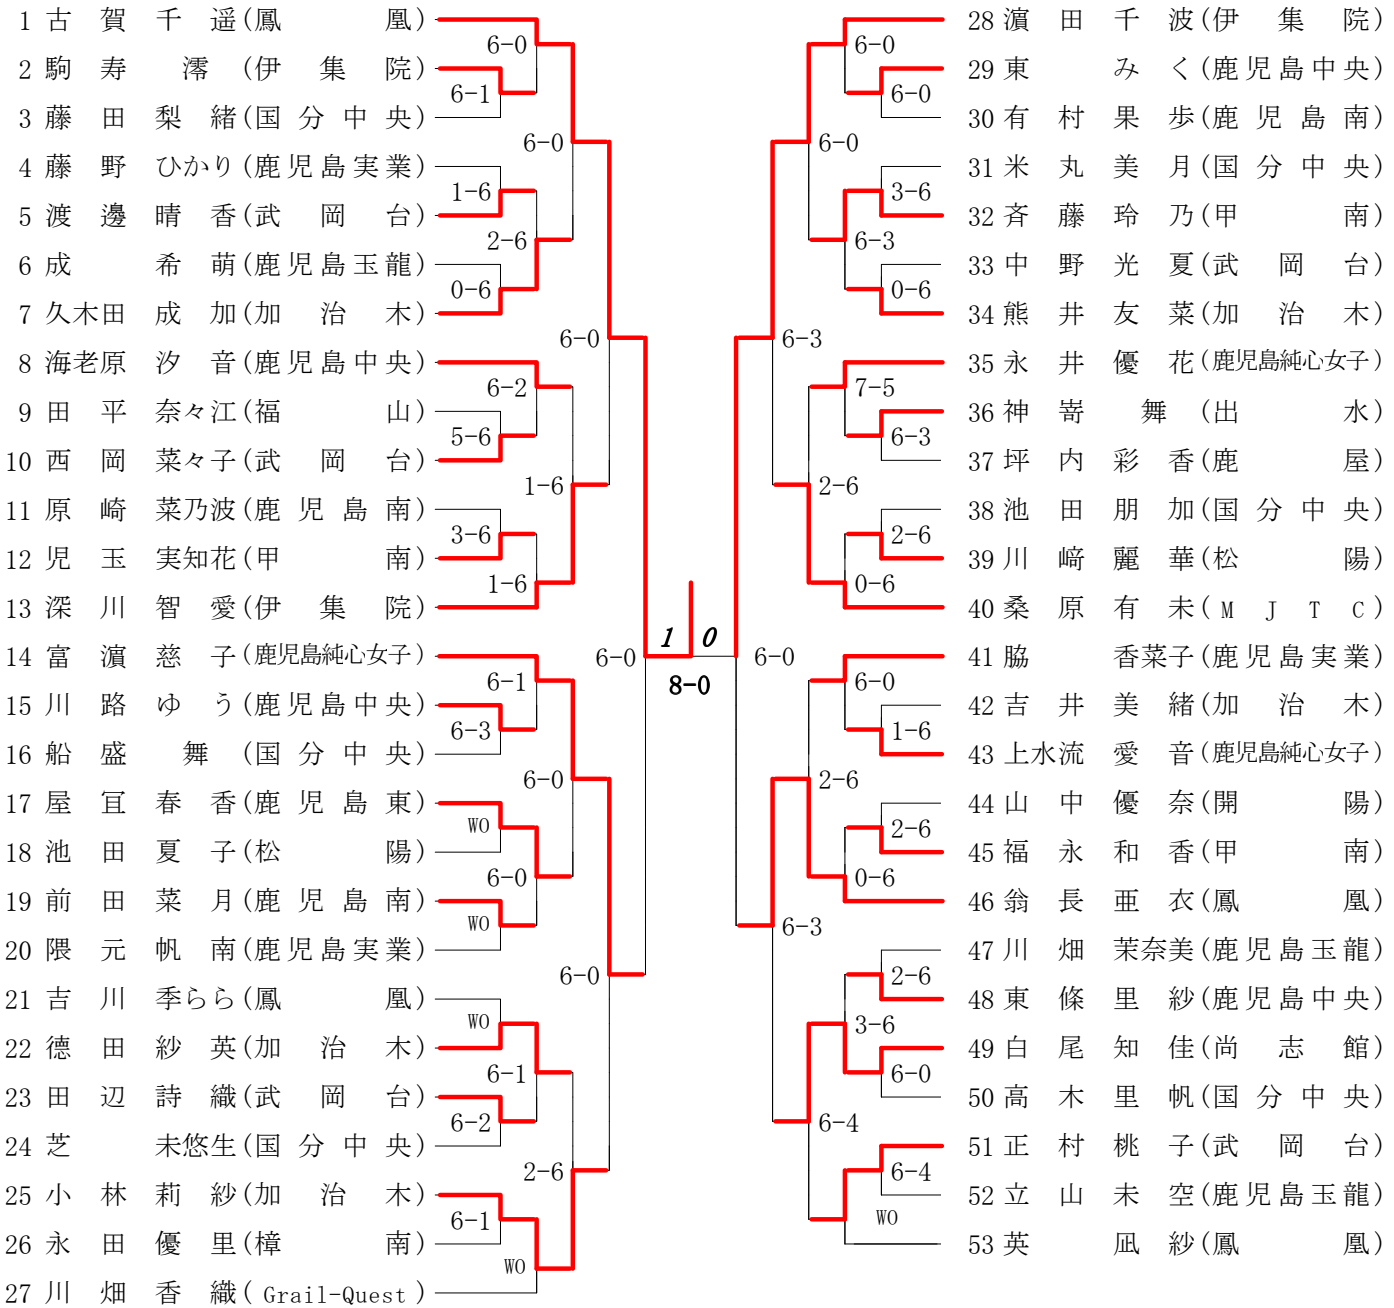 1 古賀千遥(鳳凰)
2 駒寿澪(伊集院)
3 藤田梨緒(国分中央)
4 藤野ひかり(鹿児島実業)
5 渡邊晴香(武岡台)
6 成希萌(鹿児島玉龍)
7 久木田成加(加治木)
8 海老原汐音(鹿児島中央)
9 田平奈々江(福山)
10 西岡菜々子(武岡台)
11 原崎菜乃波(鹿児島南)
12 児玉実知花(甲南)
13 深川智愛(伊集院)
14 富濵慈子(鹿児島純心女子)
15 川路ゆう(鹿児島中央)
16 船盛舞(国分中央)
17 屋冝春香(鹿児島東)
18 池田夏子(松陽)
19 前田菜月(鹿児島南)
20 隈元帆南(鹿児島実業)
21 吉川季らら(鳳凰)
22 德田紗英(加治木)
23 田辺詩織(武岡台)
24 芝未悠生(国分中央)
25 小林莉紗(加治木)
26 永田優里(樟南)
27 川畑香織(Grail-Quest)
6-0
6-1
6-0
1-6
2-6
0-6
6-0
6-2
5-6
1-6
3-6
1-6
6-0
6-1
6-3
6-0
WO
6-0
WO
6-0
WO
6-1
6-2
2-6
6-1
WO
1 0
8-0
28 濵田千波(伊集院)
29 東みく(鹿児島中央)
30 有村果歩(鹿児島南)
31 米丸美月(国分中央)
32 斉藤玲乃(甲南)
33 中野光夏(武岡台)
34 熊井友菜(加治木)
35 永井優花(鹿児島純心女子)
36 神嵜舞(出水)
37 坪内彩香(鹿屋)
38 池田朋加(国分中央)
39 川﨑麗華(松陽)
40 桑原有未(MJTC)
41 脇香菜子(鹿児島実業)
42 吉井美緒(加治木)
43 上水流愛音(鹿児島純心女子)
44 山中優奈(開陽)
45 福永和香(甲南)
46 翁長亜衣(鳳凰)
47 川畑茉奈美(鹿児島玉龍)
48 東條里紗(鹿児島中央)
49 白尾知佳(尚志館)
50 高木里帆(国分中央)
51 正村桃子(武岡台)
52 立山未空(鹿児島玉龍)
53 英凪紗(鳳凰)
6-0
6-0
6-0
3-6
6-3
0-6
6-3
7-5
6-3
2-6
2-6
0-6
6-0
6-0
1-6
2-6
2-6
0-6
6-3
2-6
3-6
6-0
6-4
6-4
WO